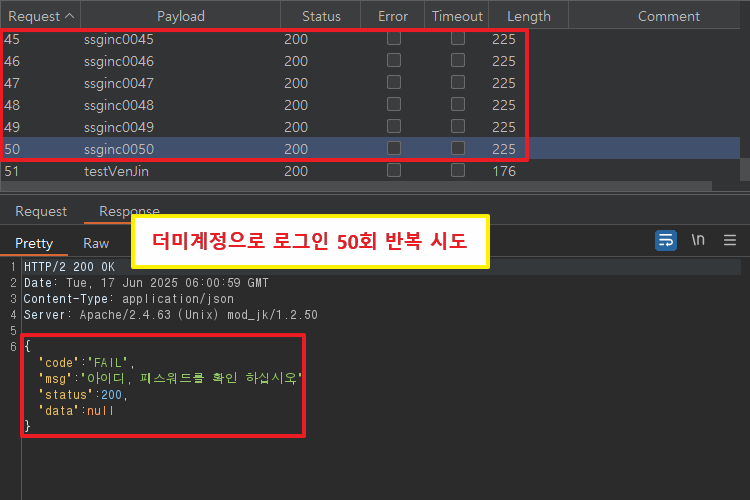 Request Payload Status Error Timeout Length Comment
45 ssginc0045 200 225
46 ssginc0046 200 225
47 ssginc0047 200 225
48 ssginc0048 200 225
49 ssginc0049 200 225
50 ssginc0050 200 225
51 testVenJin 200 176
Request Response
더미계정으로 로그인 50회 반복 시도
Pretty Raw \n
1 HTTP/2 200 OK
2 Date: Tue, 17 Jun 2025 06:00:59 GMT
3 Content-Type: application/json
4 Server: Apache/2.4.63 (Unix) mod_jk/1.2.50
5
6 {
"code":"FAIL",
"msg":"아이디, 패스워드를 확인 하십시오"
"status":200,
"data":null
}